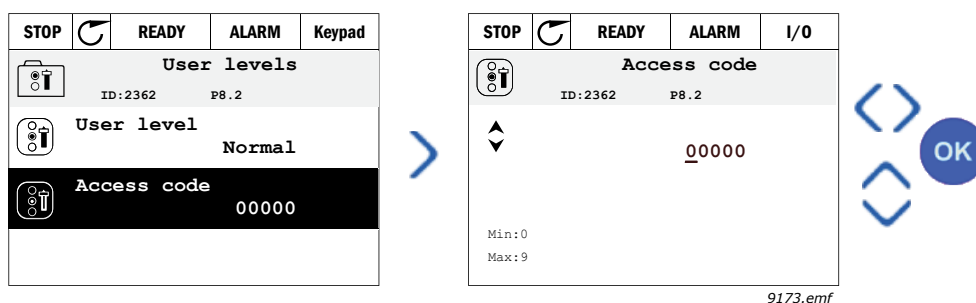 STOP READY ALARM Keypad
User levels
ID:2362 P8.2
User level
Normal
Access code
00000
STOP READY ALARM I/O
Access code
ID:2362 P8.2
00000
Min:0
Max:9
OK
9173.emf